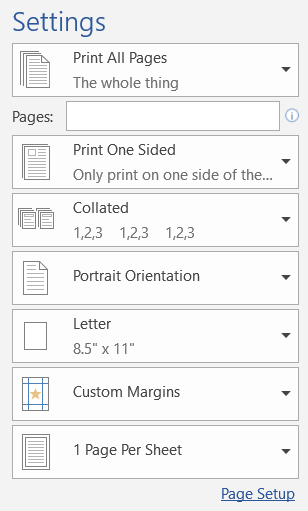 Settings
Print All Pages
The whole thing
Pages:
Print One Sided
Only print on one side of the...
Collated
1,2,3 1,2,3 1,2,3
Portrait Orientation
Letter
8.5" x 11"
Custom Margins
1 Page Per Sheet
Page Setup